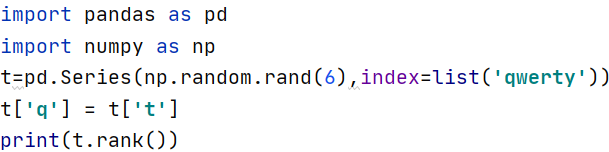 import pandas as pd
import numpy as np
t=pd.Series(np.random.rand(6),index=list('qwerty'))
t['q'] = t['t']
print(t.rank())